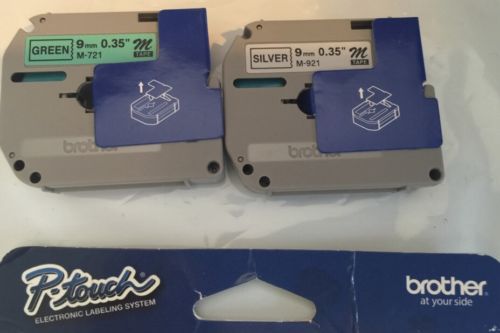 GREEN 9mm 0.35" M
M-721 TAPE
SILVER 9mm 0.35" M
M-921 TAPE
brother
brother
P-touch
ELECTRONIC LABELING SYSTEM
brother
at your side